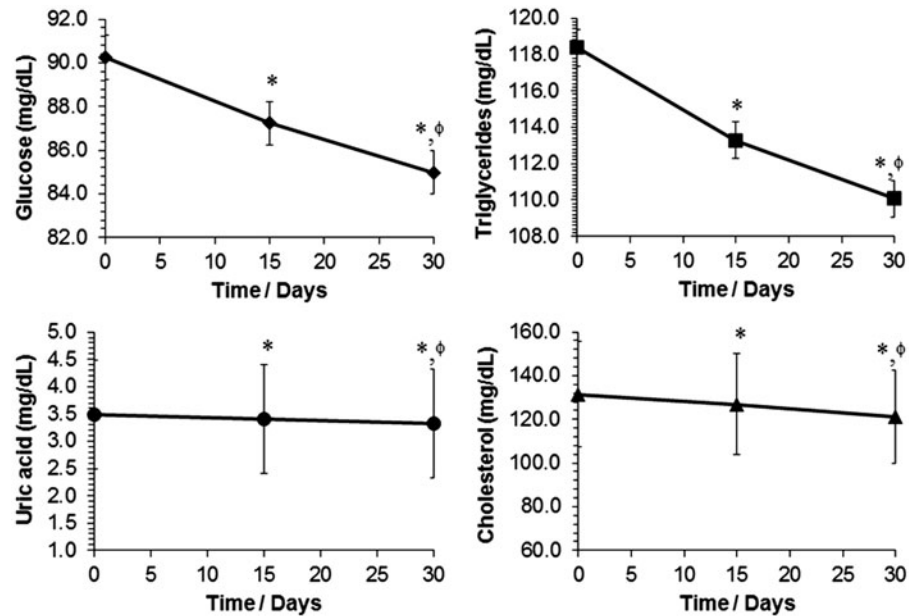 Glucose (mg/dL)
92.0
90.0
88.0
86.0
84.0
82.0
*
*,ϕ
0 5 10 15 20 25 30
Time / Days
Triglycerides (mg/dL)
120.0
118.0
116.0
114.0
112.0
110.0
108.0
*
*,ϕ
0 5 10 15 20 25 30
Time / Days
Uric acid (mg/dL)
5.0
4.5
4.0
3.5
3.0
2.5
2.0
1.5
1.0
*
*,ϕ
0 5 10 15 20 25 30
Time / Days
Cholesterol (mg/dL)
160.0
140.0
120.0
100.0
80.0
60.0
*
*,ϕ
0 5 10 15 20 25 30
Time / Days